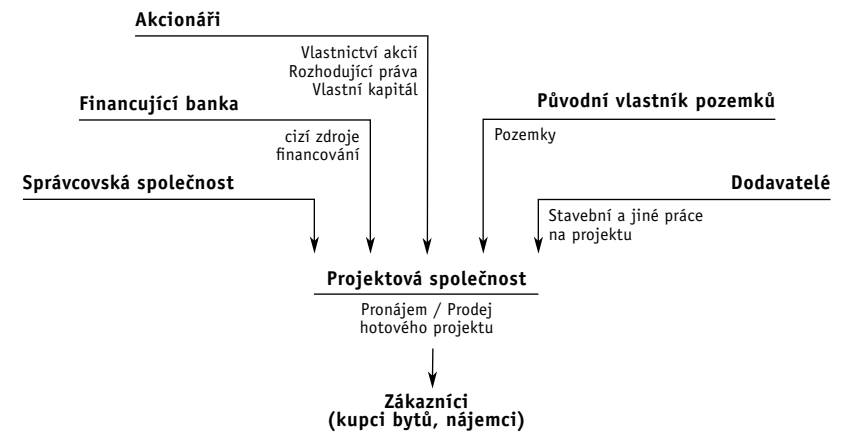 Akcionáři
Vlastnictví akcií
Rozhodující práva
Vlastní kapitál
Financující banka
cizí zdroje
financování
Původní vlastník pozemků
Pozemky
Správcovská společnost
Dodavatelé
Stavební a jiné práce
na projektu
Projektová společnost
Pronájem / Prodej
hotového projektu
Zákazníci
(kupci bytů, nájemci)